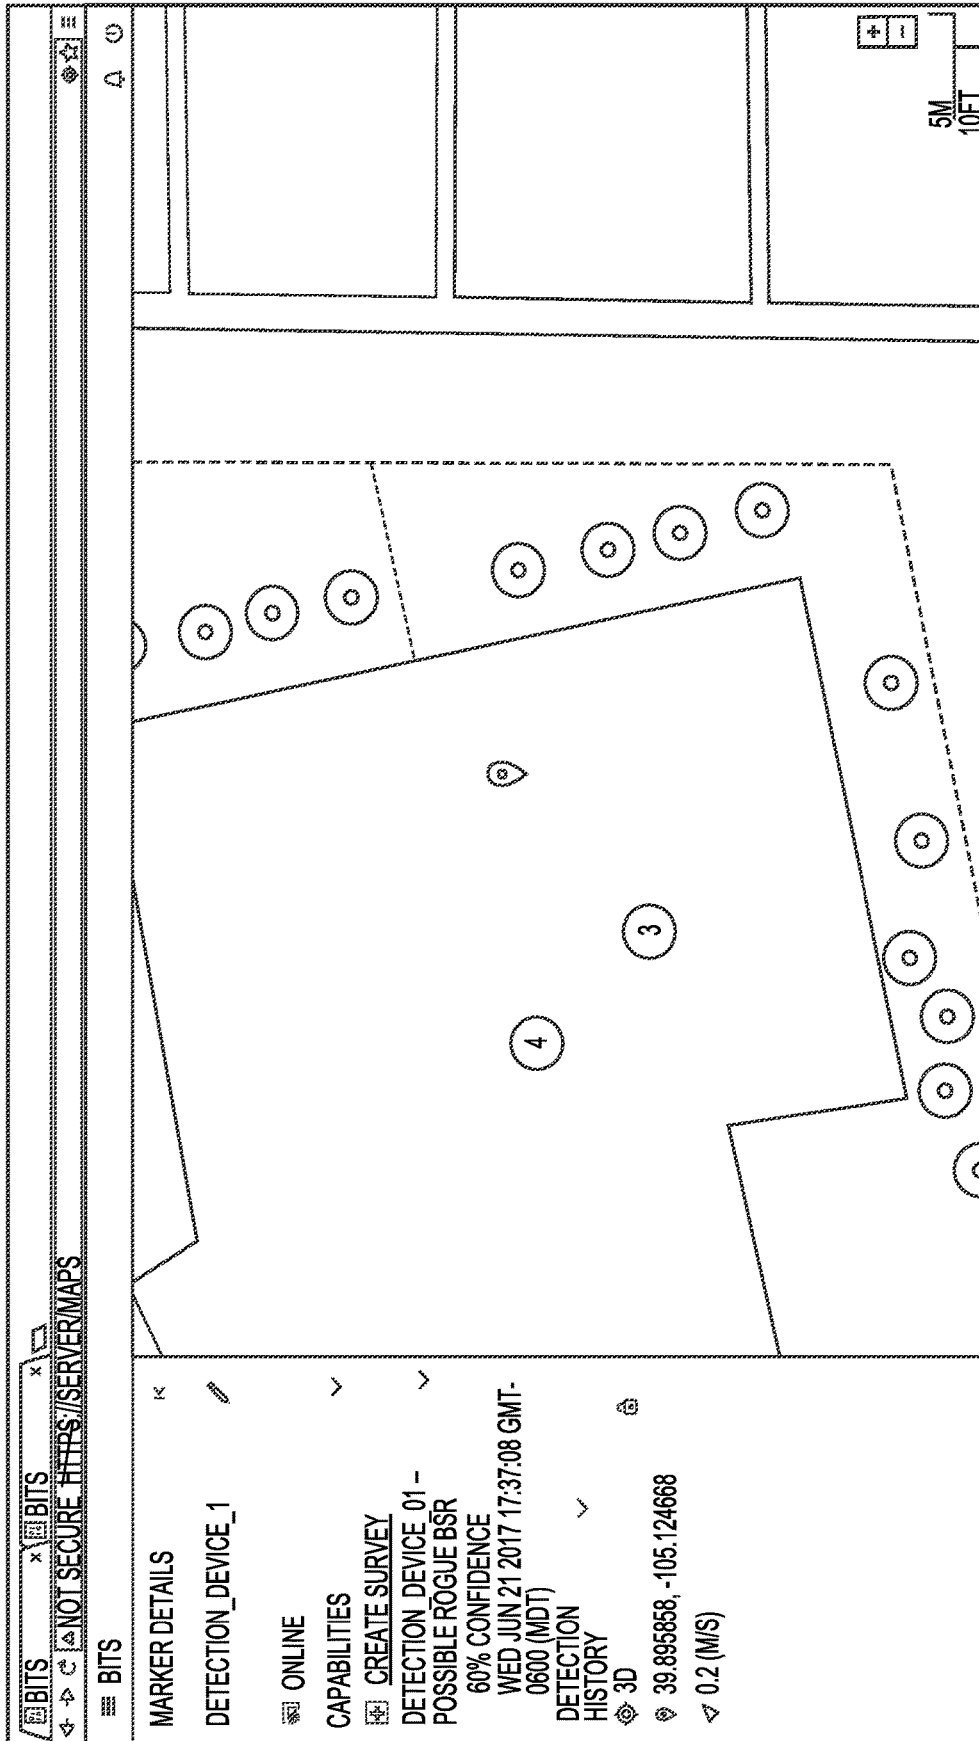 BITS x
BITS x
NOT SECURE HTTPS://SERVER/MAPS
BITS
MARKER DETAILS
DETECTION_DEVICE_1
ONLINE
CAPABILITIES
CREATE SURVEY
DETECTION_DEVICE_01 –
POSSIBLE ROGUE BSR
60% CONFIDENCE
WED JUN 21 2017 17:37:08 GMT-
0600 (MDT)
DETECTION
HISTORY
3D
39.895858, -105.124668
0.2 (M/S)
4
3
+
−
5M
10FT